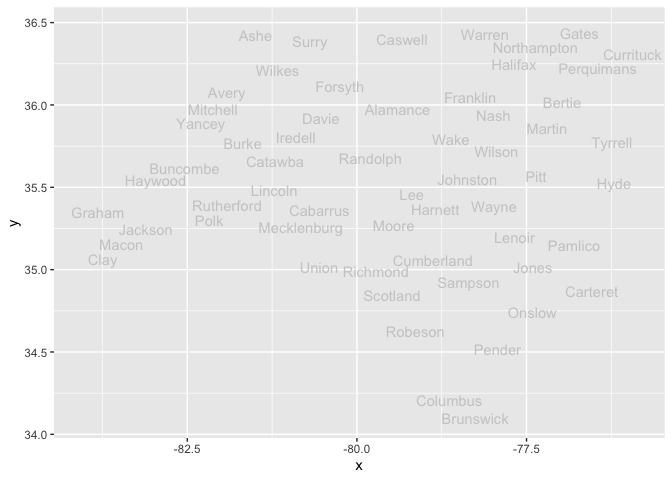 36.5
Ashe
Surry
Caswell
Warren
Gates
Northampton
Currituck
Halifax
Perquimans
Wilkes
Forsyth
Avery
Franklin
Bertie
36.0
Mitchell
Alamance
Nash
Yancey
Davie
Martin
Iredell
Wake
Tyrrell
Burke
Wilson
Catawba
Randolph
Buncombe
Haywood
Johnston
Pitt
Hyde
35.5
Lincoln
Lee
Rutherford
Graham
Cabarrus
Harnett
Wayne
Polk
Jackson
Mecklenburg
Moore
Macon
Lenoir
Pamlico
Clay
Cumberland
35.0
Union
Richmond
Jones
Sampson
Scotland
Carteret
Onslow
Robeson
34.5
Pender
Columbus
Brunswick
34.0
-82.5
-80.0
-77.5
x
y